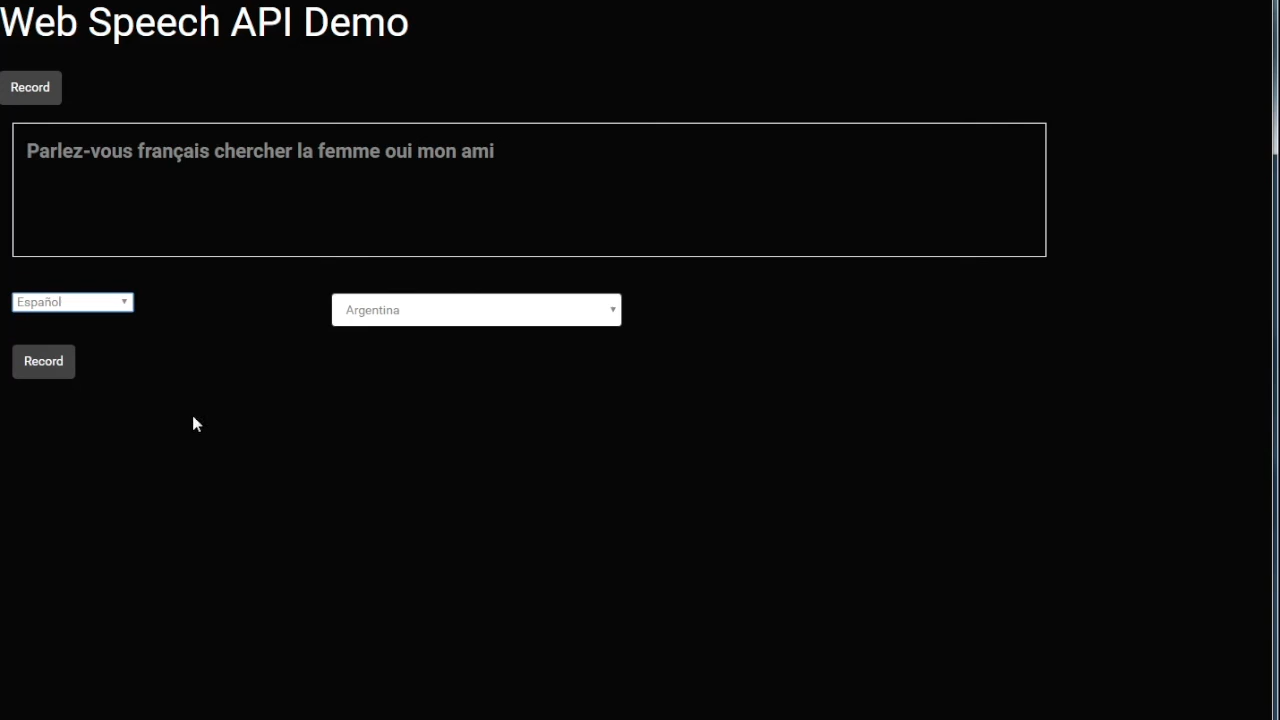 Web Speech API Demo
Record
Parlez-vous français chercher la femme oui mon ami
Español
Argentina
Record